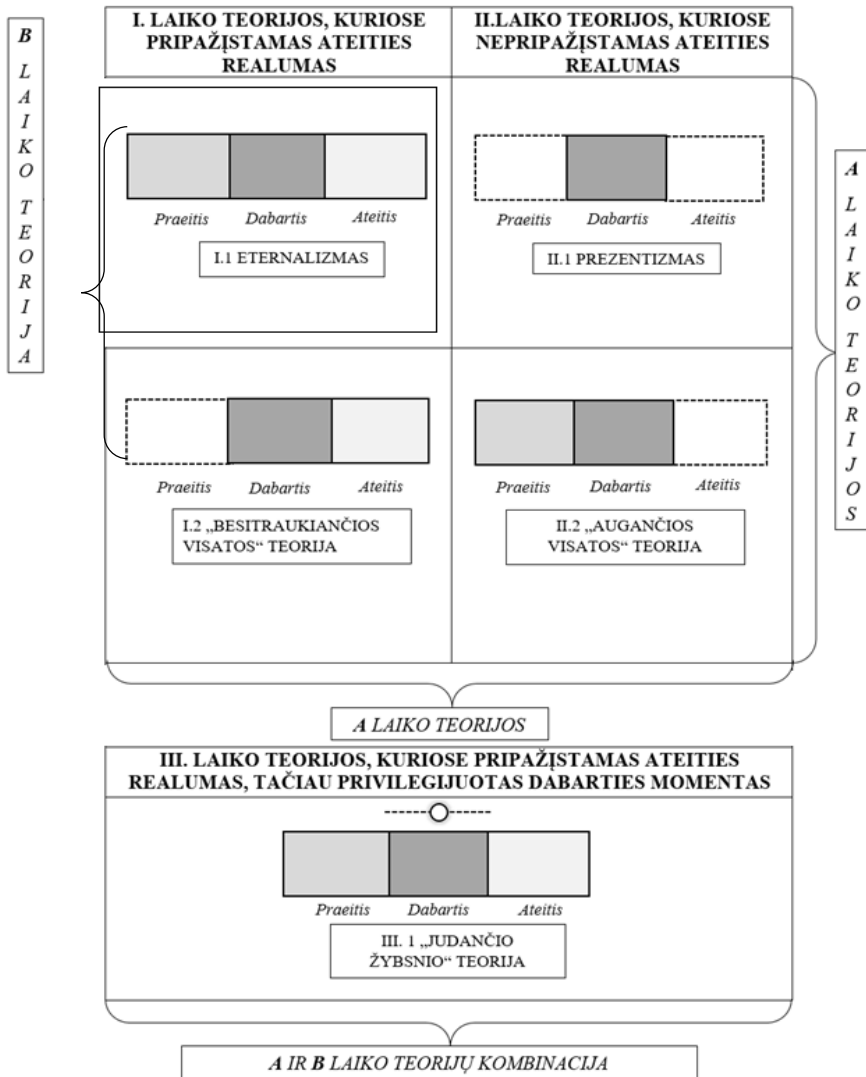 B LAIKO TEORIJA
I. LAIKO TEORIJOS, KURIOSE
PRIPAŽĮSTAMAS ATEITIES
REALUMAS
II.LAIKO TEORIJOS, KURIOSE
NEPRIPAŽĮSTAMAS ATEITIES
REALUMAS
Praeitis Dabartis Ateitis
I.1 ETERNALIZMAS
Praeitis Dabartis Ateitis
II.1 PREZENTIZMAS
A LAIKO TEORIJOS
Praeitis Dabartis Ateitis
I.2 „BESITRAUKIANČIOS
VISATOS“ TEORIJA
Praeitis Dabartis Ateitis
II.2 „AUGANČIOS
VISATOS“ TEORIJA
A LAIKO TEORIJOS
III. LAIKO TEORIJOS, KURIOSE PRIPAŽĮSTAMAS ATEITIES
REALUMAS, TAČIAU PRIVILEGIJUOTAS DABARTIES MOMENTAS
Praeitis Dabartis Ateitis
III. 1 „JUDANČIO
ŽYBSNIO“ TEORIJA
A IR B LAIKO TEORIJŲ KOMBINACIJA